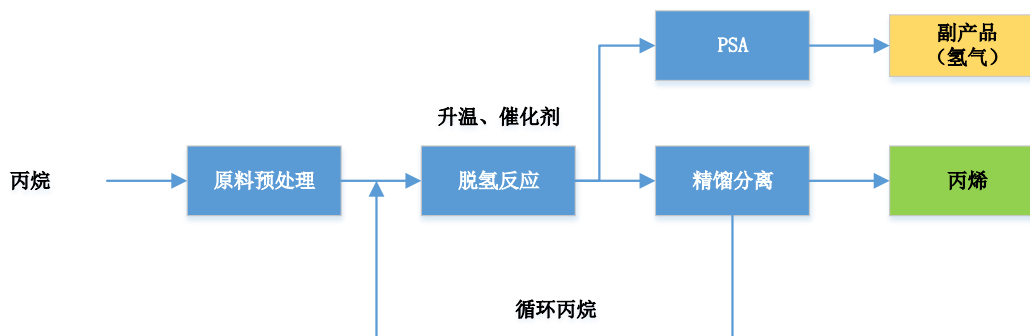 PSA
副产品
（氢气）
升温、催化剂
丙烷
原料预处理
脱氢反应
精馏分离
丙烯
循环丙烷